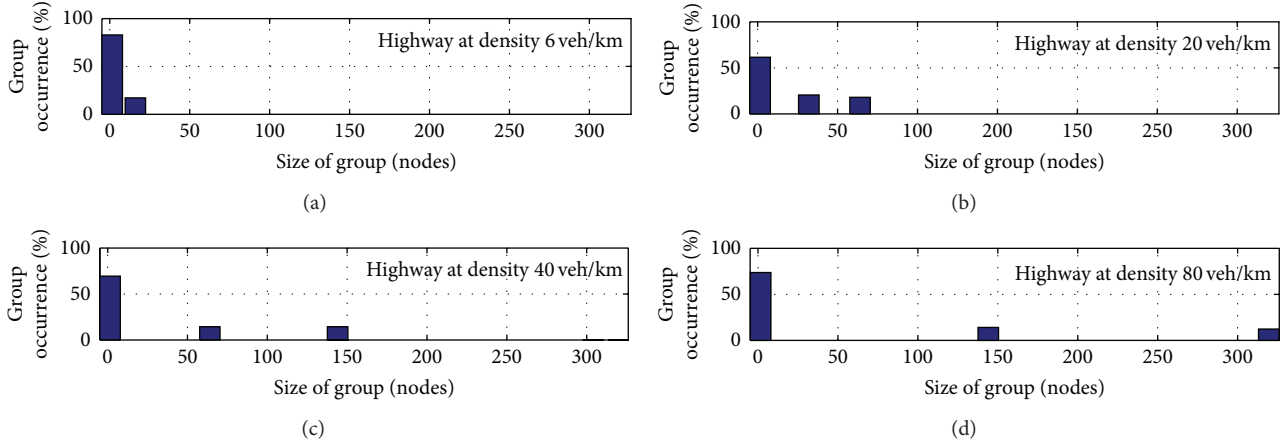 100
50
0
Group
occurrence (%)
Highway at density 6 veh/km
0 50 100 150 200 250 300
Size of group (nodes)
(a)
100
50
0
Group
occurrence (%)
Highway at density 20 veh/km
0 50 100 150 200 250 300
Size of group (nodes)
(b)
100
50
0
Group
occurrence (%)
Highway at density 40 veh/km
0 50 100 150 200 250 300
Size of group (nodes)
(c)
100
50
0
Group
occurrence (%)
Highway at density 80 veh/km
0 50 100 150 200 250 300
Size of group (nodes)
(d)